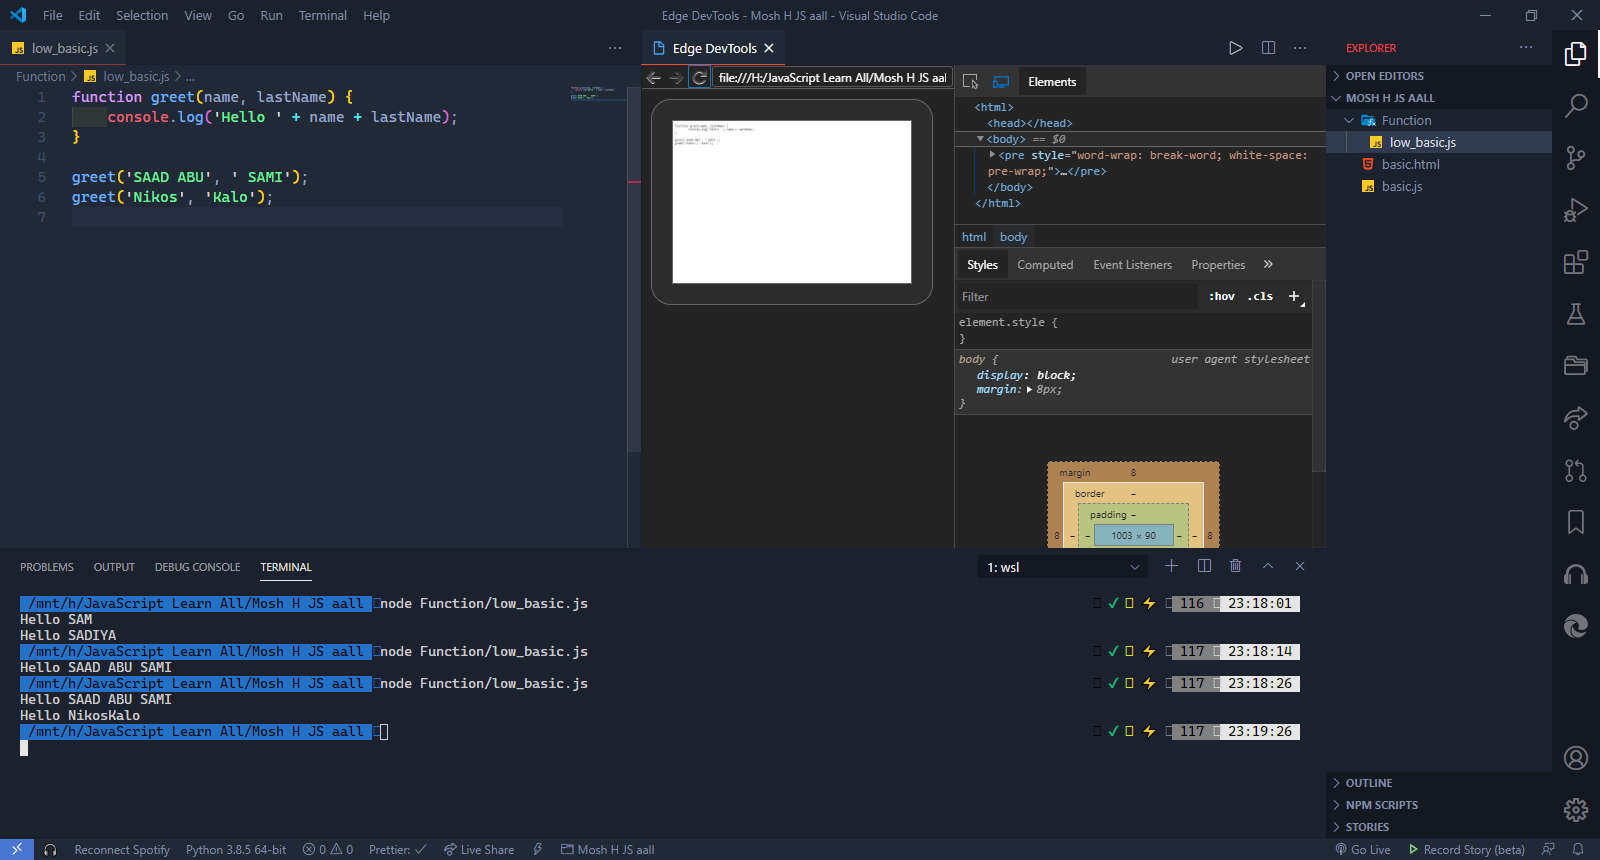 File Edit Selection View Go Run Terminal Help
Edge DevTools - Mosh H JS aall - Visual Studio Code
low_basic.js
Function > low_basic.js > ...
1 function greet(name, lastName) {
2 console.log('Hello ' + name + lastName);
3 }
4
5 greet('SAAD ABU', ' SAMI');
6 greet('Nikos', 'Kalo');
7
Edge DevTools
file:///H:/JavaScript Learn All/Mosh H JS aal
Elements
<html>
<head></head>
<body> == $0
<pre style="word-wrap: break-word; white-space:
pre-wrap;">…</pre>
</body>
</html>
html body
Styles Computed Event Listeners Properties »
Filter :hov .cls +
element.style {
}
body { user agent stylesheet
display: block;
margin: 8px;
}
margin 8
border –
padding –
8 – – 1003 × 90 – – 8
EXPLORER
OPEN EDITORS
MOSH H JS AALL
Function
low_basic.js
basic.html
basic.js
OUTLINE
NPM SCRIPTS
STORIES
PROBLEMS OUTPUT DEBUG CONSOLE TERMINAL
1: wsl
/mnt/h/JavaScript Learn All/Mosh H JS aall node Function/low_basic.js 116 23:18:01
Hello SAM
Hello SADIYA
/mnt/h/JavaScript Learn All/Mosh H JS aall node Function/low_basic.js 117 23:18:14
Hello SAAD ABU SAMI
/mnt/h/JavaScript Learn All/Mosh H JS aall node Function/low_basic.js 117 23:18:26
Hello SAAD ABU SAMI
Hello NikosKalo
/mnt/h/JavaScript Learn All/Mosh H JS aall 117 23:19:26
Reconnect Spotify Python 3.8.5 64-bit 0 0 Prettier: ✓ Live Share Mosh H JS aall Go Live Record Story (beta)